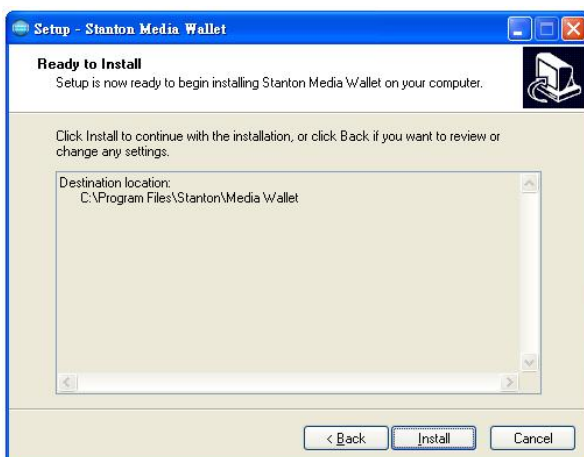 Setup - Stanton Media Wallet
Ready to Install
Setup is now ready to begin installing Stanton Media Wallet on your computer.
Click Install to continue with the installation, or click Back if you want to review or
change any settings.
Destination location:
C:\Program Files\Stanton\Media Wallet
< Back
Install
Cancel